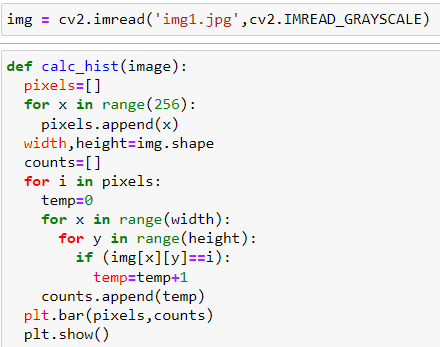 img = cv2.imread('img1.jpg',cv2.IMREAD_GRAYSCALE)
def calc_hist(image):
  pixels=[]
  for x in range(256):
    pixels.append(x)
  width,height=img.shape
  counts=[]
  for i in pixels:
    temp=0
    for x in range(width):
      for y in range(height):
        if (img[x][y]==i):
          temp=temp+1
    counts.append(temp)
  plt.bar(pixels,counts)
  plt.show()